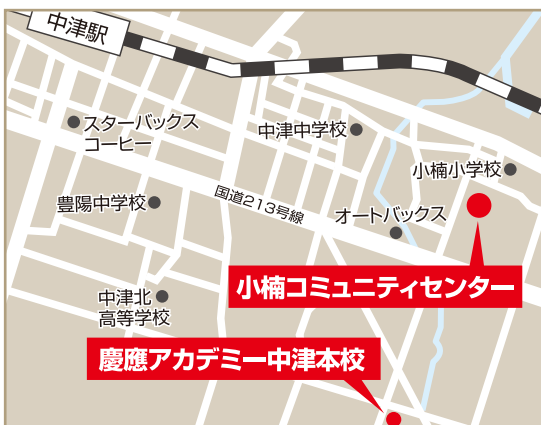 中津駅
スターバックス
コーヒー
中津中学校
小楠小学校
豊陽中学校
国道213号線
オートバックス
小楠コミュニティセンター
中津北
高等学校
慶應アカデミー中津本校